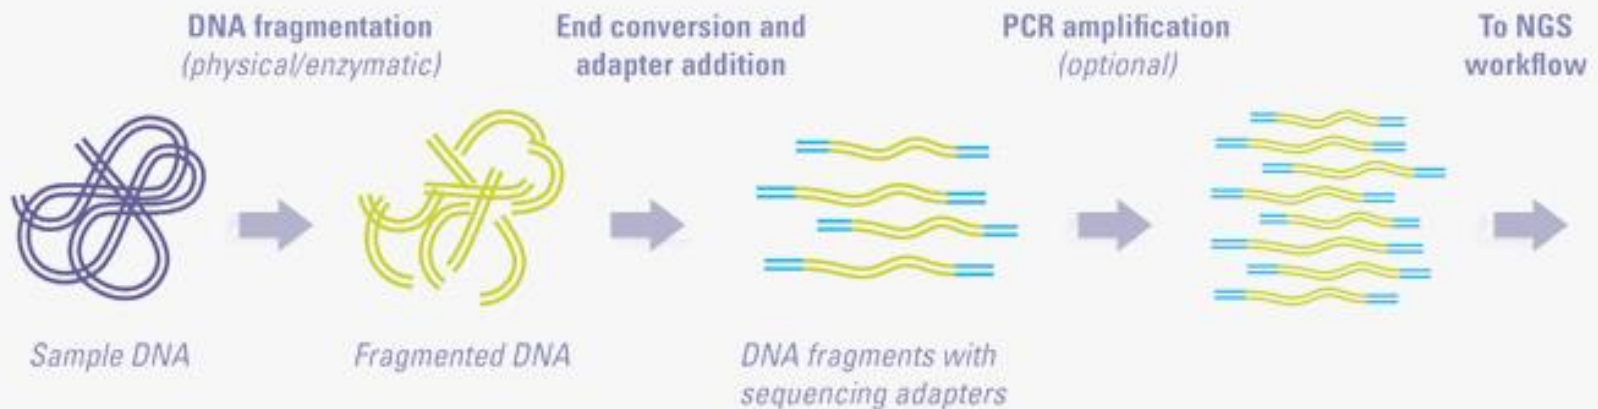 DNA fragmentation
(physical/enzymatic)
End conversion and
adapter addition
PCR amplification
(optional)
To NGS
workflow
Sample DNA
Fragmented DNA
DNA fragments with
sequencing adapters